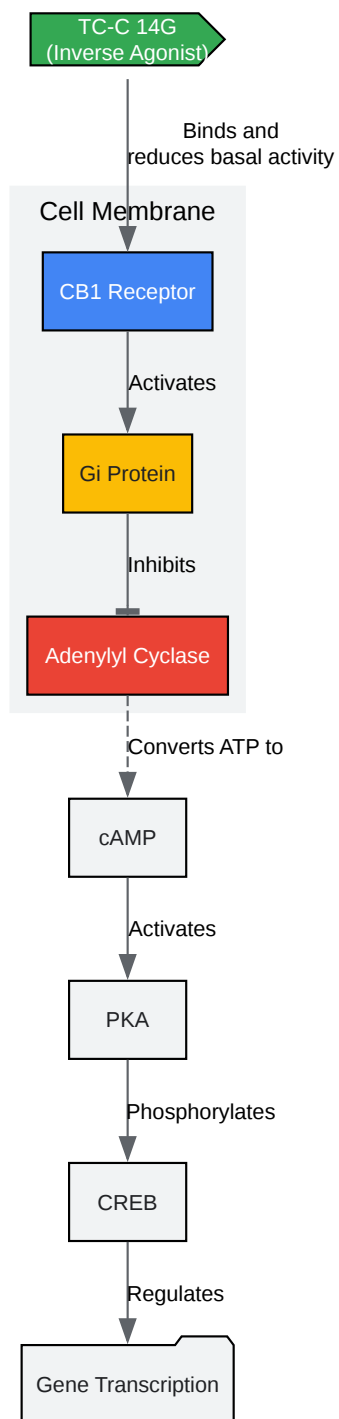 TC-C 14G
(Inverse Agonist)
Binds and
reduces basal activity
Cell Membrane
CB1 Receptor
Activates
Gi Protein
Inhibits
Adenylyl Cyclase
Converts ATP to
cAMP
Activates
PKA
Phosphorylates
CREB
Regulates
Gene Transcription